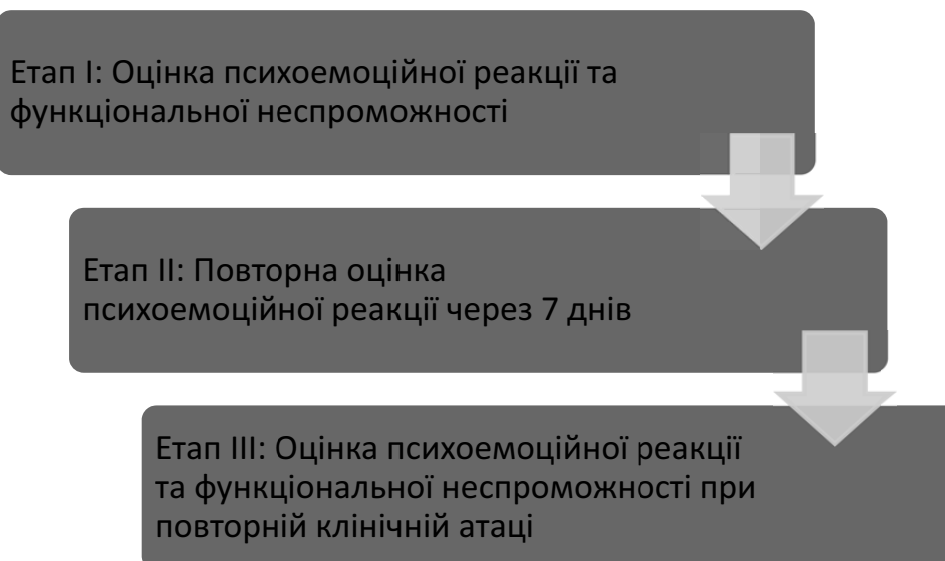 Етап І: Оцінка психоемоційної реакції та
функціональної неспроможності
Етап ІІ: Повторна оцінка
психоемоційної реакції через 7 днів
Етап ІІІ: Оцінка психоемоційної реакції
та функціональної неспроможності при
повторній клінічній атаці